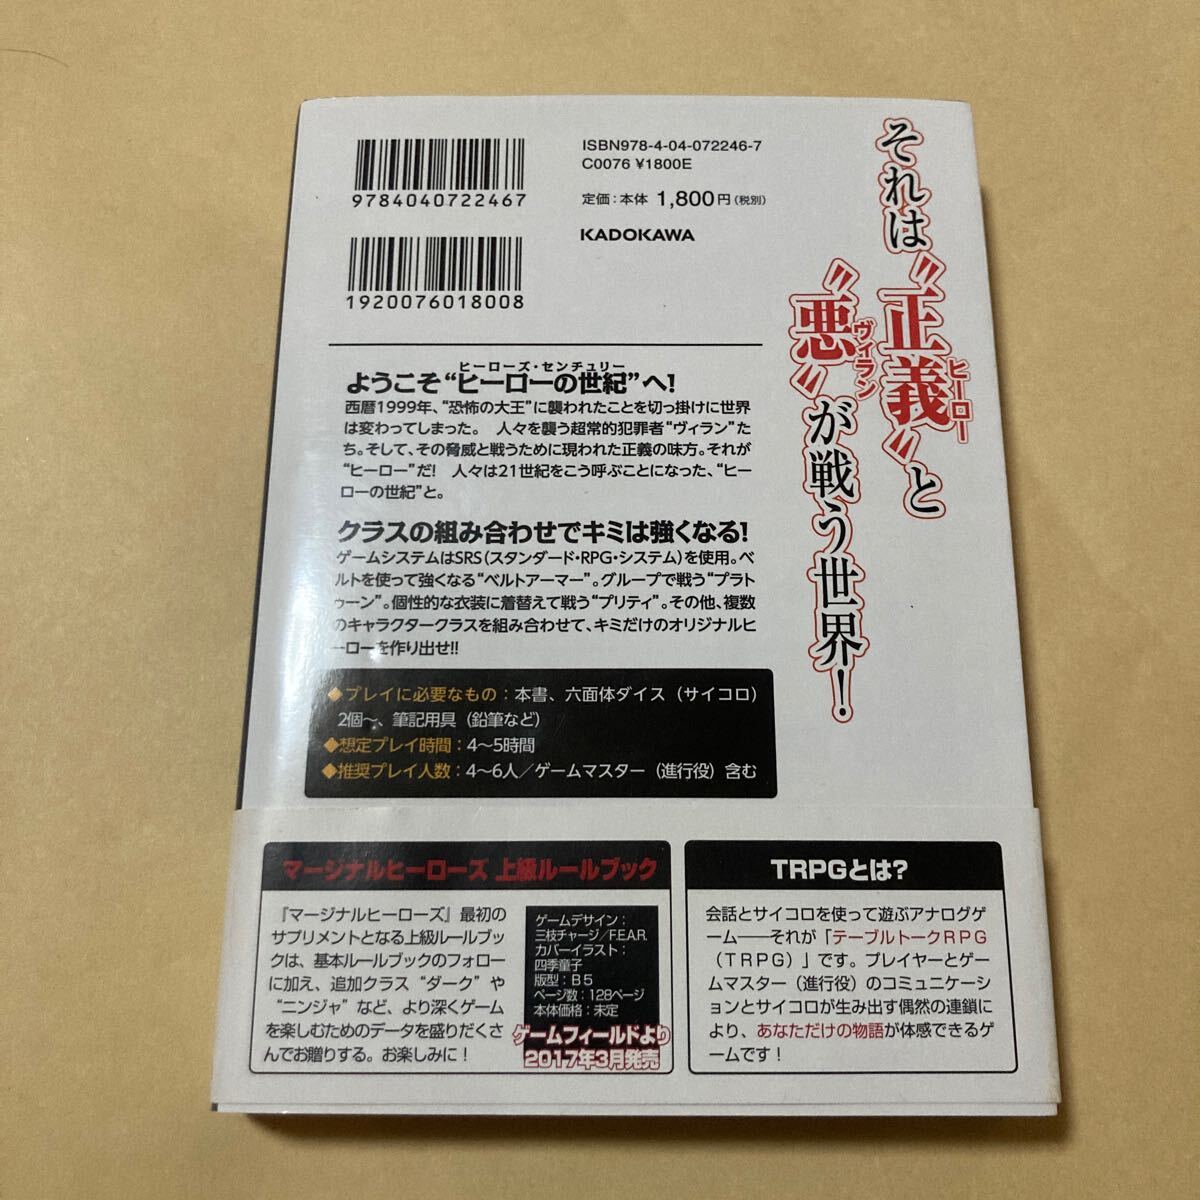 ISBN978-4-04-072246-7
C0076 ¥1800E
定価：本体 1,800円（税別）
KADOKAWA
9784040722467
1920076018008
それは“正義”と
ヒーロー
“悪”が戦う世界！
ヴィラン
ヒーローズ・センチュリー
ようこそ“ヒーローの世紀”へ！
西暦1999年、“恐怖の大王”に襲われたことを切っ掛けに世界
は変わってしまった。　人々を襲う超常的犯罪者“ヴィラン”た
ち。そして、その脅威と戦うために現われた正義の味方。それが
“ヒーロー”だ！　人々は21世紀をこう呼ぶことになった、“ヒー
ローの世紀”と。
クラスの組み合わせでキミは強くなる！
ゲームシステムはSRS（スタンダード・RPG・システム）を使用。ベ
ルトを使って強くなる“ベルトアーマー”。グループで戦う“プラト
ゥーン”。個性的な衣装に着替えて戦う“プリティ”。その他、複数
のキャラクタークラスを組み合わせて、キミだけのオリジナルヒ
ーローを作り出せ!!
◆プレイに必要なもの：本書、六面体ダイス（サイコロ）
2個～、筆記用具（鉛筆など）
◆想定プレイ時間：4～5時間
◆推奨プレイ人数：4～6人／ゲームマスター（進行役）含む
マージナルヒーローズ 上級ルールブック
『マージナルヒーローズ』最初の
サプリメントとなる上級ルールブッ
クは、基本ルールブックのフォロー
に加え、追加クラス“ダーク”や
“ニンジャ”など、より深くゲーム
を楽しむためのデータを盛りだくさ
んでお贈りする。お楽しみに！
ゲームデザイン：
三枝チャージ／F.E.A.R.
カバーイラスト：
四季童子
版型：B5
ページ数：128ページ
本体価格：未定
ゲームフィールドより
2017年3月発売
TRPGとは？
会話とサイコロを使って遊ぶアナログゲ
ーム――それが「テーブルトークRPG
（TRPG）」です。プレイヤーとゲー
ムマスター（進行役）のコミュニケーシ
ョンとサイコロが生み出す偶然の連鎖に
より、あなただけの物語が体感できるゲ
ームです！